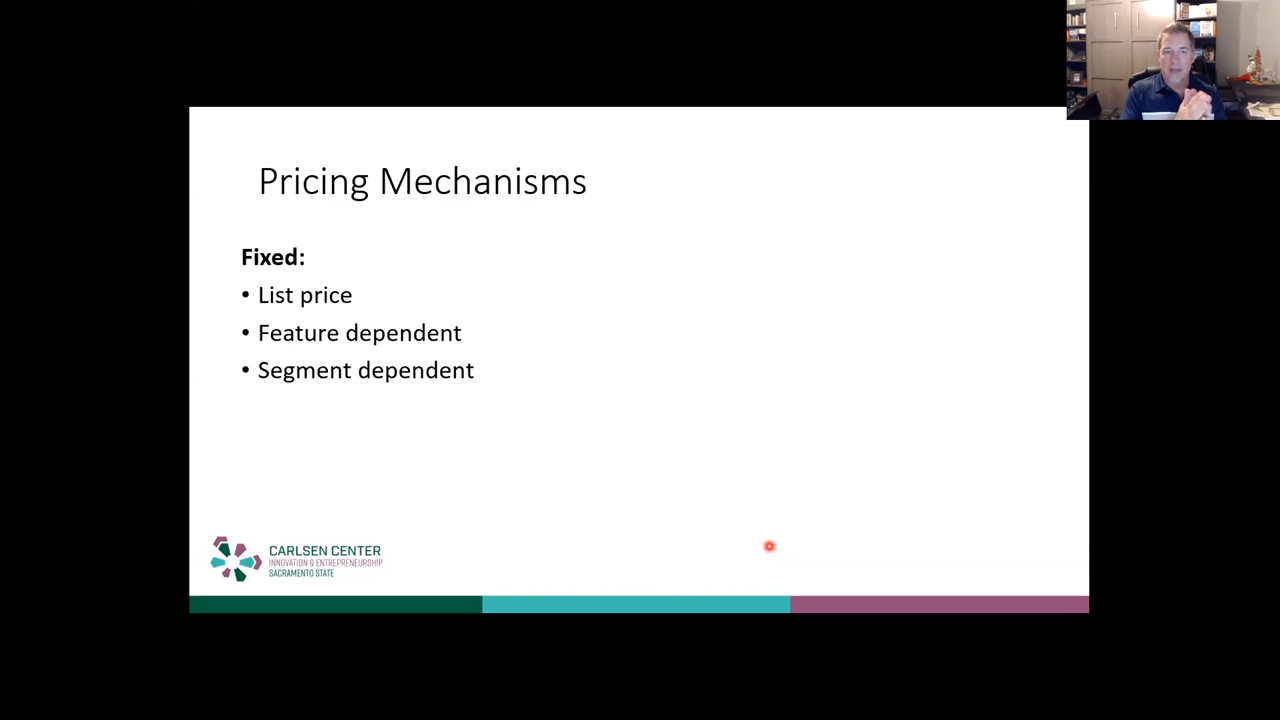 Pricing Mechanisms
Fixed:
• List price
• Feature dependent
• Segment dependent
CARLSEN CENTER
INNOVATION & ENTREPRENEURSHIP
SACRAMENTO STATE